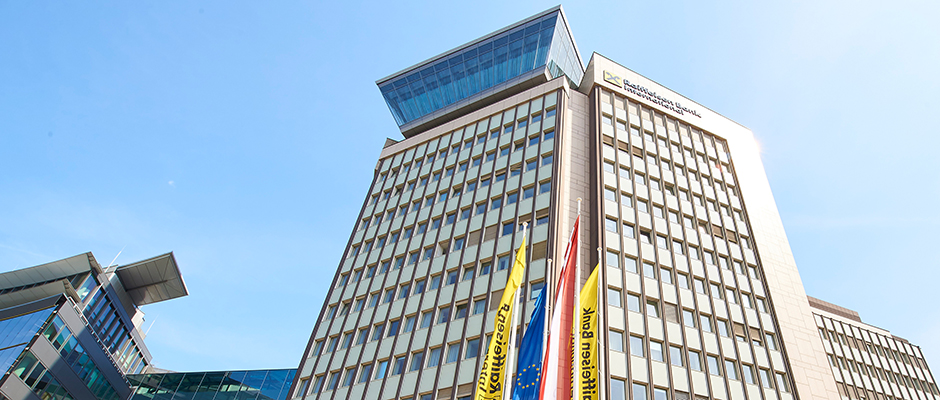 Raiffeisen Bank
International
Raiffeisen
Raiffeisen Bank